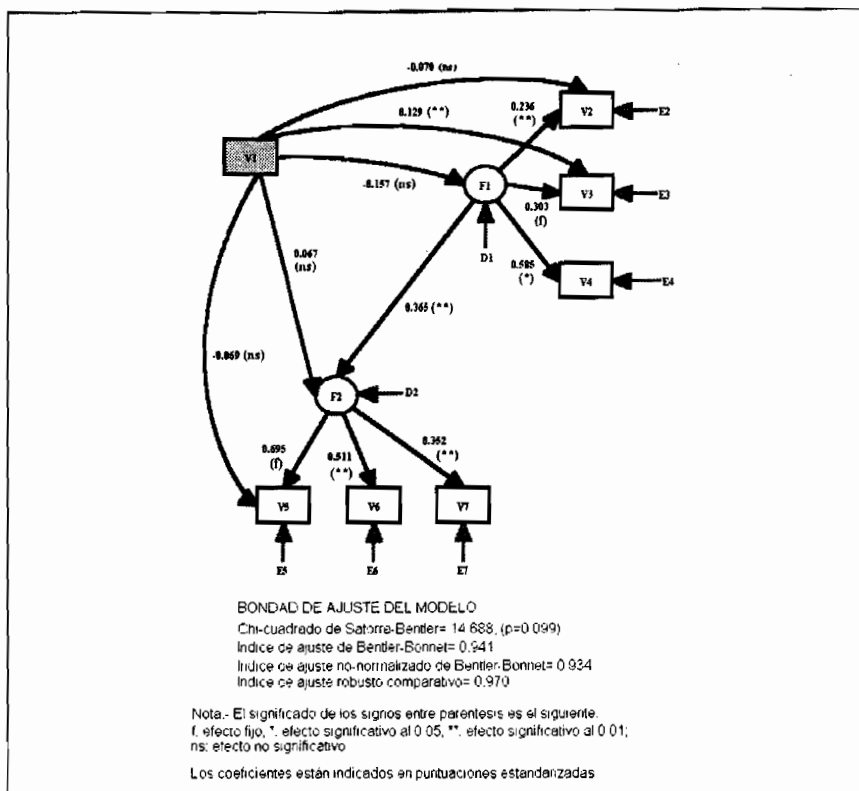 -0.070 (ns)
0.129 (**)
0.236
(**)
V2
E2
V1
-0.157 (ns)
F1
V3
E3
0.303
(f)
D1
0.585
(*)
V4
E4
0.067
(ns)
0.365 (**)
-0.069 (ns)
F2
D2
0.695
(f)
0.511
(**)
0.352
(**)
V5
V6
V7
E5
E6
E7
BONDAD DE AJUSTE DEL MODELO
Chi-cuadrado de Satorra-Bentler= 14.688, (p=0.099)
Indice de ajuste de Bentler-Bonnet= 0.941
Indice de ajuste no-normalizado de Bentler-Bonnet= 0.934
Indice de ajuste robusto comparativo= 0.970
Nota.- El significado de los signos entre parentesis es el siguiente.
f. efecto fijo, *. efecto significativo al 0.05, **. efecto significativo al 0.01;
ns: efecto no significativo
Los coeficientes están indicados en puntuaciones estandarizadas